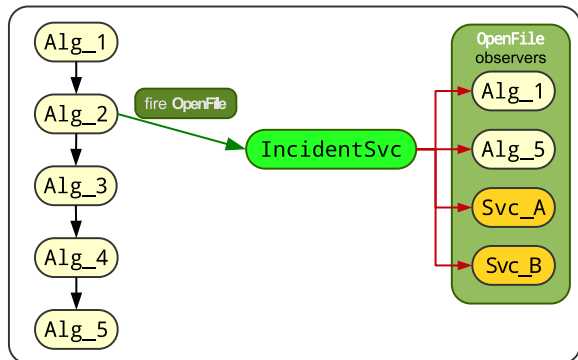 Alg_1
Alg_2
Alg_3
Alg_4
Alg_5
fire OpenFile
IncidentSvc
OpenFile
observers
Alg_1
Alg_5
Svc_A
Svc_B